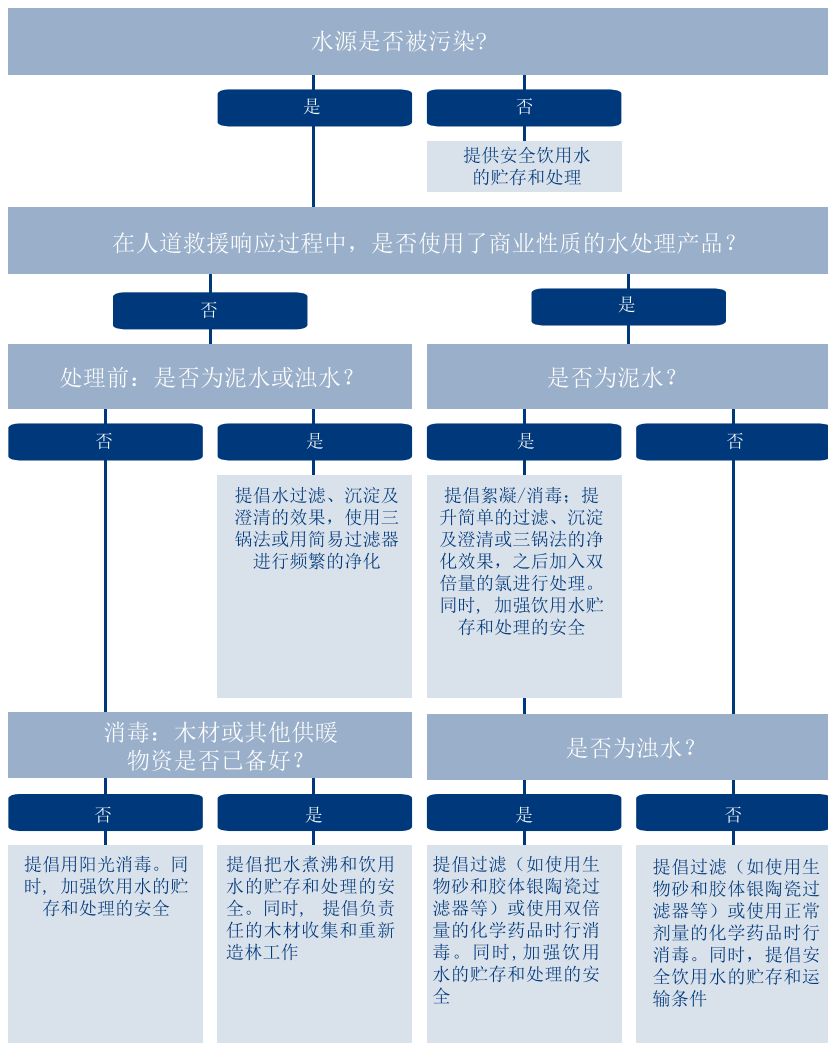 水源是否被污染?
是
否
提供安全饮用水
的贮存和处理
在人道救援响应过程中，是否使用了商业性质的水处理产品？
否
是
处理前：是否为泥水或浊水？
是否为泥水？
否
是
是
否
提倡水过滤、沉淀及
澄清的效果，使用三
锅法或用简易过滤器
进行频繁的净化
提倡絮凝/消毒；提
升简单的过滤、沉淀
及澄清或三锅法的净
化效果，之后加入双
倍量的氯进行处理。
同时, 加强饮用水贮
存和处理的安全
消毒：木材或其他供暖
物资是否已备好？
是否为浊水？
否
是
是
否
提倡用阳光消毒。同
时, 加强饮用水的贮
存和处理的安全
提倡把水煮沸和饮用
水的贮存和处理的安
全。同时, 提倡负责
任的木材收集和重新
造林工作
提倡过滤（如使用生
物砂和胶体银陶瓷过
滤器等）或使用双倍
量的化学药品时行消
毒。同时,加强饮用
水的贮存和处理的安
全
提倡过滤（如使用生
物砂和胶体银陶瓷过
滤器等）或使用正常
剂量的化学药品时行
消毒。同时，提倡安
全饮用水的贮存和运
输条件